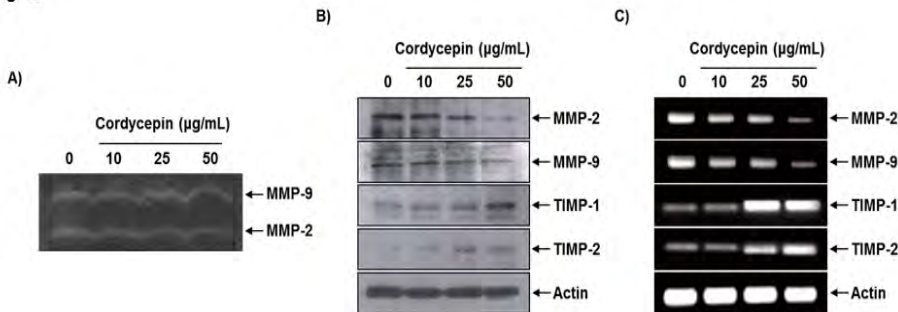 A)
Cordycepin (µg/mL)
0 10 25 50
MMP-9
MMP-2
B)
Cordycepin (µg/mL)
0 10 25 50
MMP-2
MMP-9
TIMP-1
TIMP-2
Actin
C)
Cordycepin (µg/mL)
0 10 25 50
MMP-2
MMP-9
TIMP-1
TIMP-2
Actin